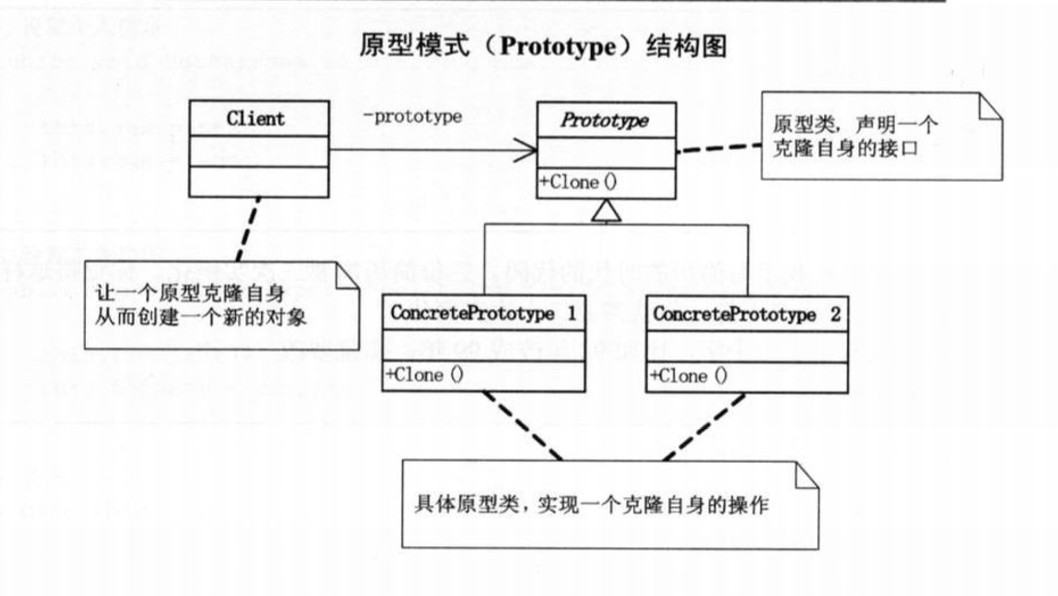 原型模式（Prototype）结构图
Client
-prototype
Prototype
+Clone()
原型类，声明一个
克隆自身的接口
让一个原型克隆自身
从而创建一个新的对象
ConcretePrototype 1
+Clone()
ConcretePrototype 2
+Clone()
具体原型类，实现一个克隆自身的操作